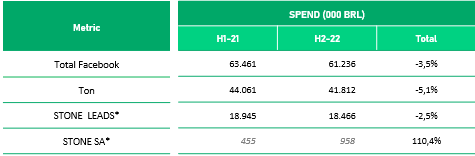 Metric SPEND (000 BRL)
H1-21 H2-22 Total
Total Facebook 63.461 61.236 -3,5%
Ton 44.061 41.812 -5,1%
STONE LEADS* 18.945 18.466 -2,5%
STONE SA* 455 958 110,4%